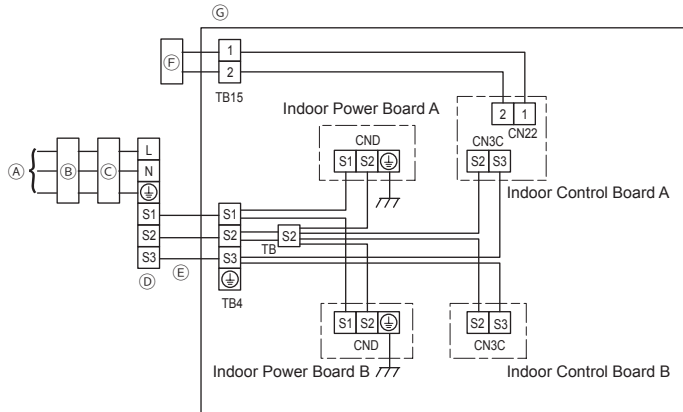 Ⓖ
Ⓕ
1
2
TB15
Indoor Power Board A
CND
S1 S2
2 1
CN22
CN3C
S2 S3
Indoor Control Board A
Ⓐ Ⓑ Ⓒ
L
N
S1
S2
S3
Ⓓ
Ⓔ
S1
S2
S3
TB4
S2
TB
S1 S2
CND
Indoor Power Board B
S2 S3
CN3C
Indoor Control Board B